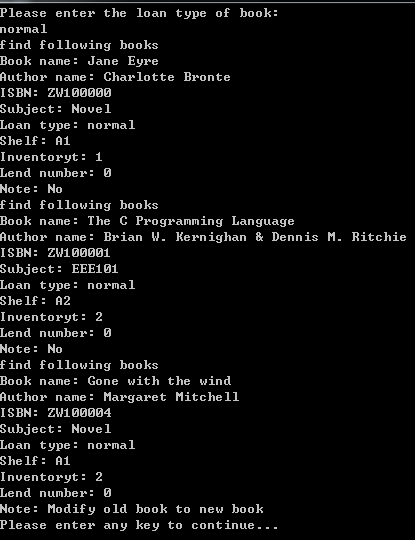 Please enter the loan type of book:
normal
find following books
Book name: Jane Eyre
Author name: Charlotte Bronte
ISBN: ZW100000
Subject: Novel
Loan type: normal
Shelf: A1
Inventoryt: 1
Lend number: 0
Note: No
find following books
Book name: The C Programming Language
Author name: Brian W. Kernighan & Dennis M. Ritchie
ISBN: ZW100001
Subject: EEE101
Loan type: normal
Shelf: A2
Inventoryt: 2
Lend number: 0
Note: No
find following books
Book name: Gone with the wind
Author name: Margaret Mitchell
ISBN: ZW100004
Subject: Novel
Loan type: normal
Shelf: A1
Inventoryt: 2
Lend number: 0
Note: Modify old book to new book
Please enter any key to continue...